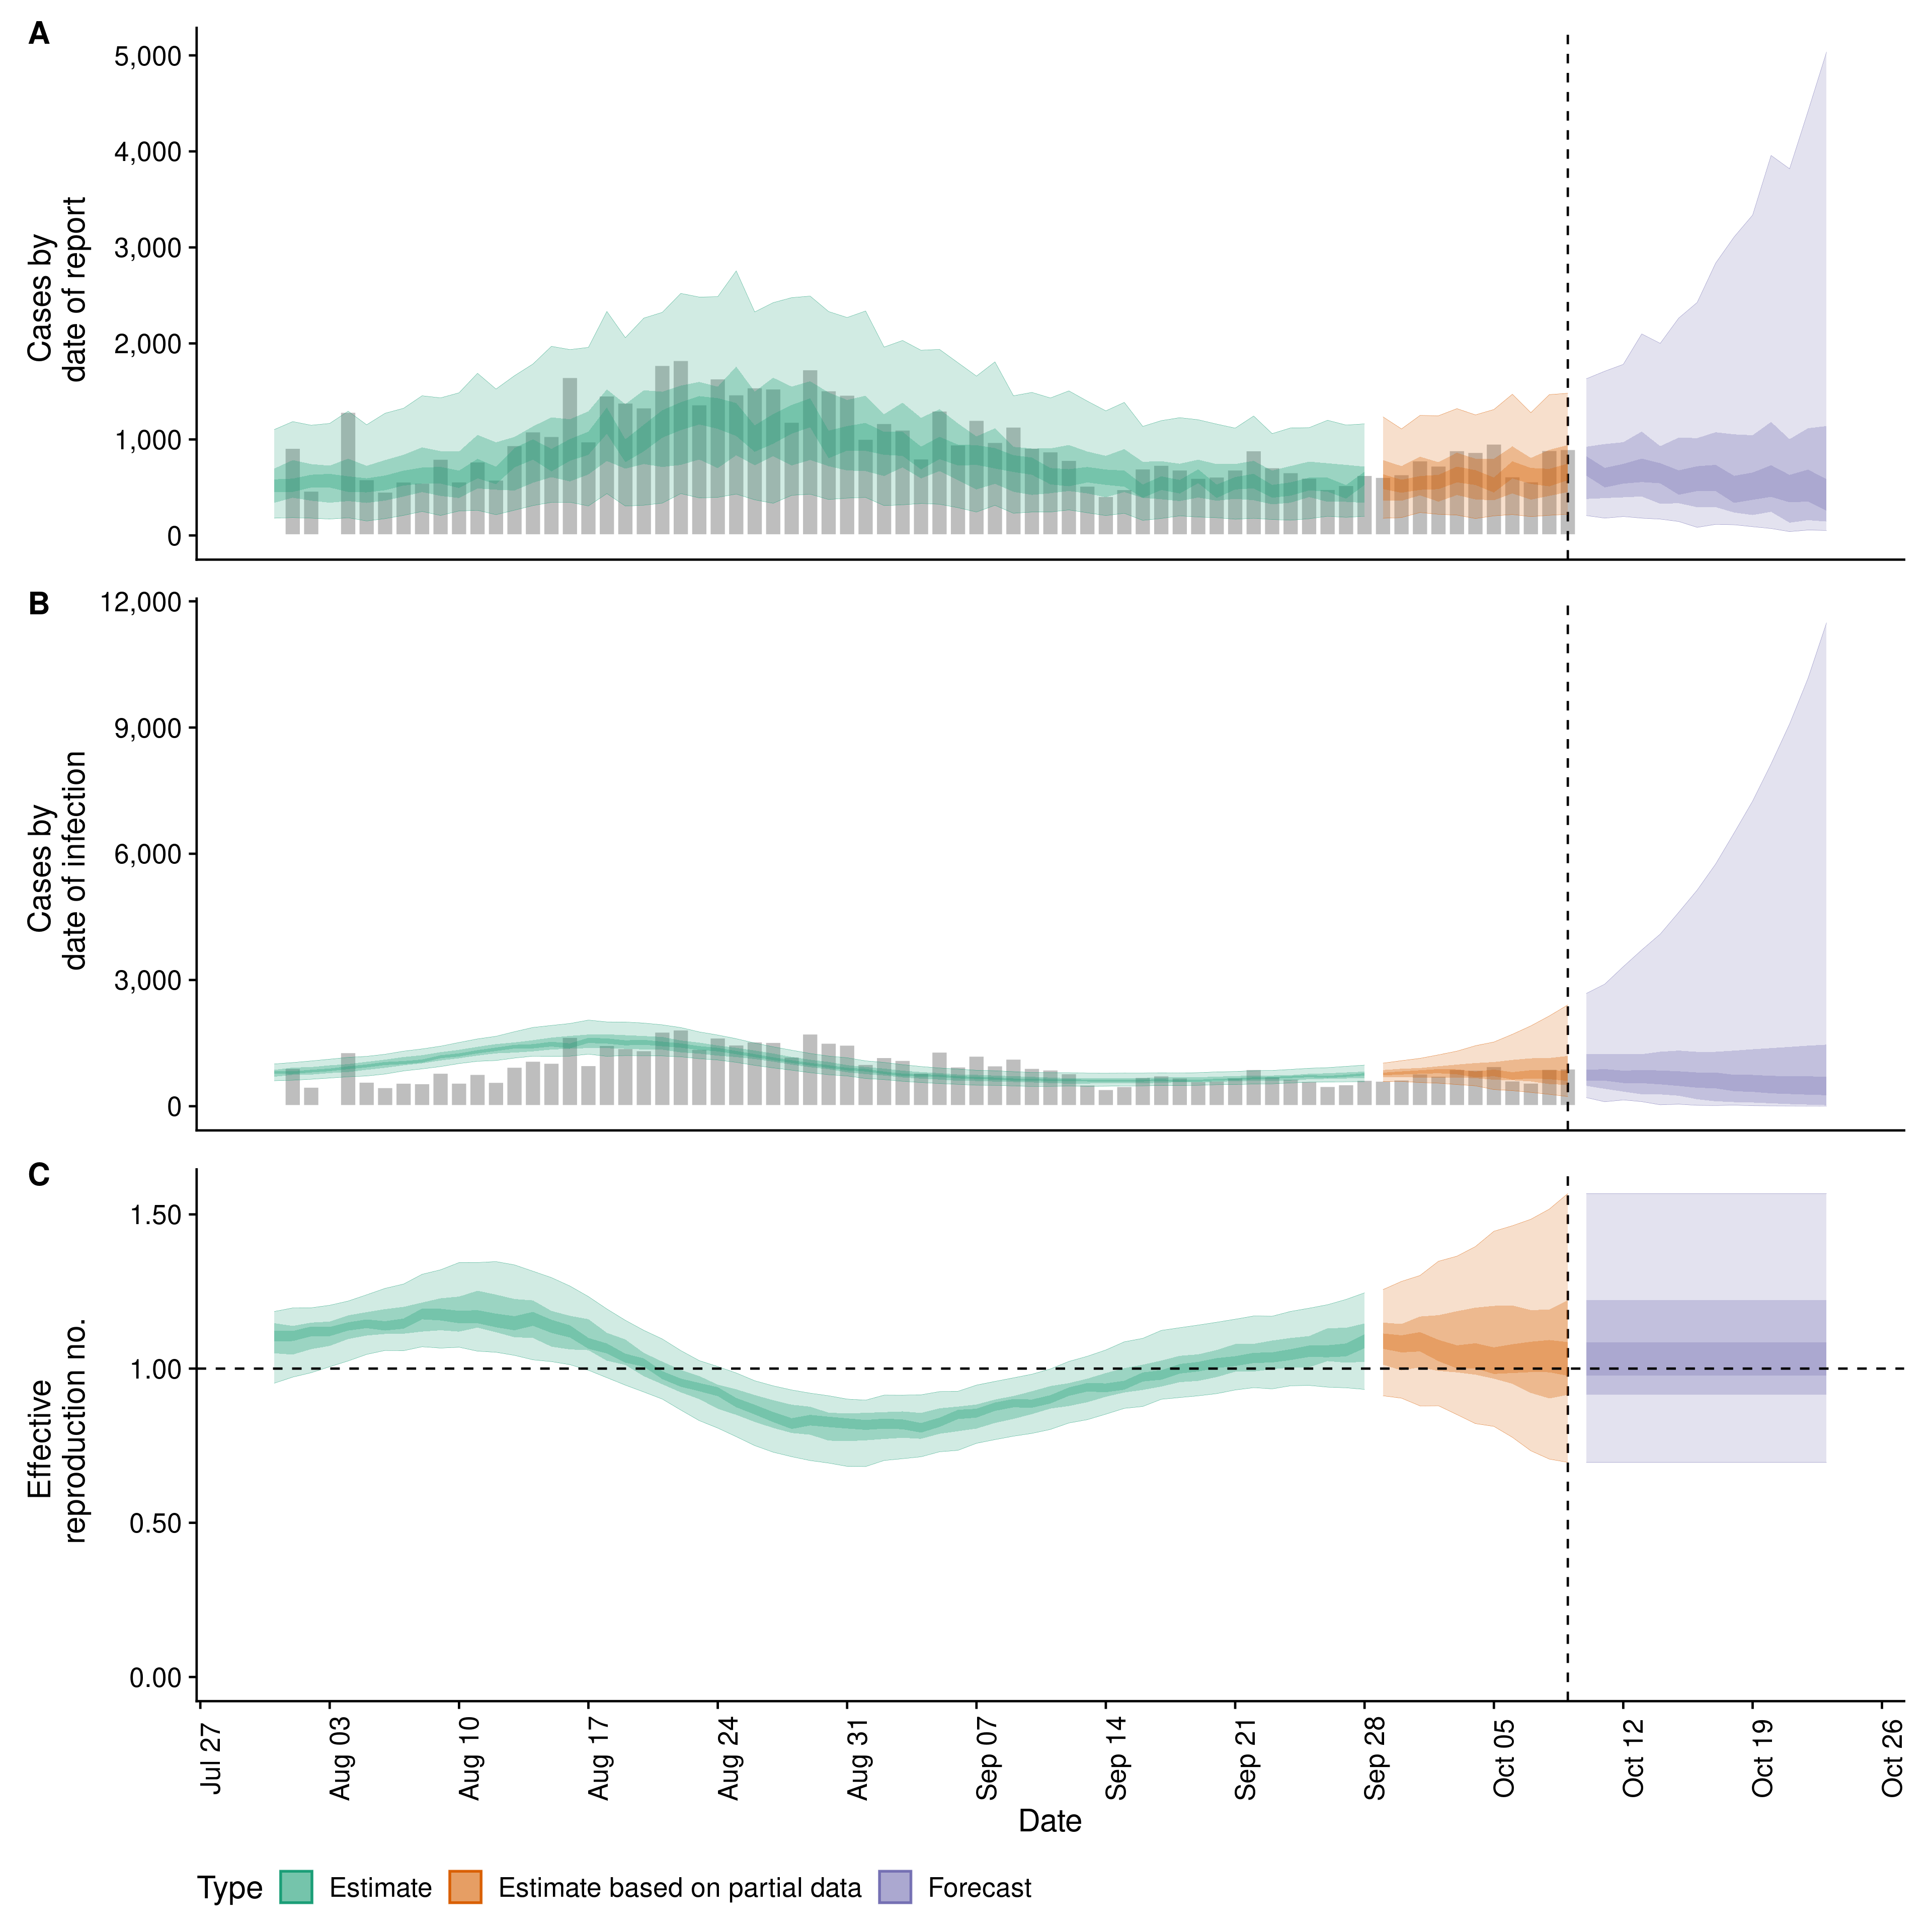 A
Cases by
date of report
5,000
4,000
3,000
2,000
1,000
0
B
Cases by
date of infection
12,000
9,000
6,000
3,000
0
C
Effective
reproduction no.
1.50
1.00
0.50
0.00
Jul 27
Aug 03
Aug 10
Aug 17
Aug 24
Aug 31
Sep 07
Sep 14
Sep 21
Sep 28
Oct 05
Oct 12
Oct 19
Oct 26
Date
Type Estimate Estimate based on partial data Forecast